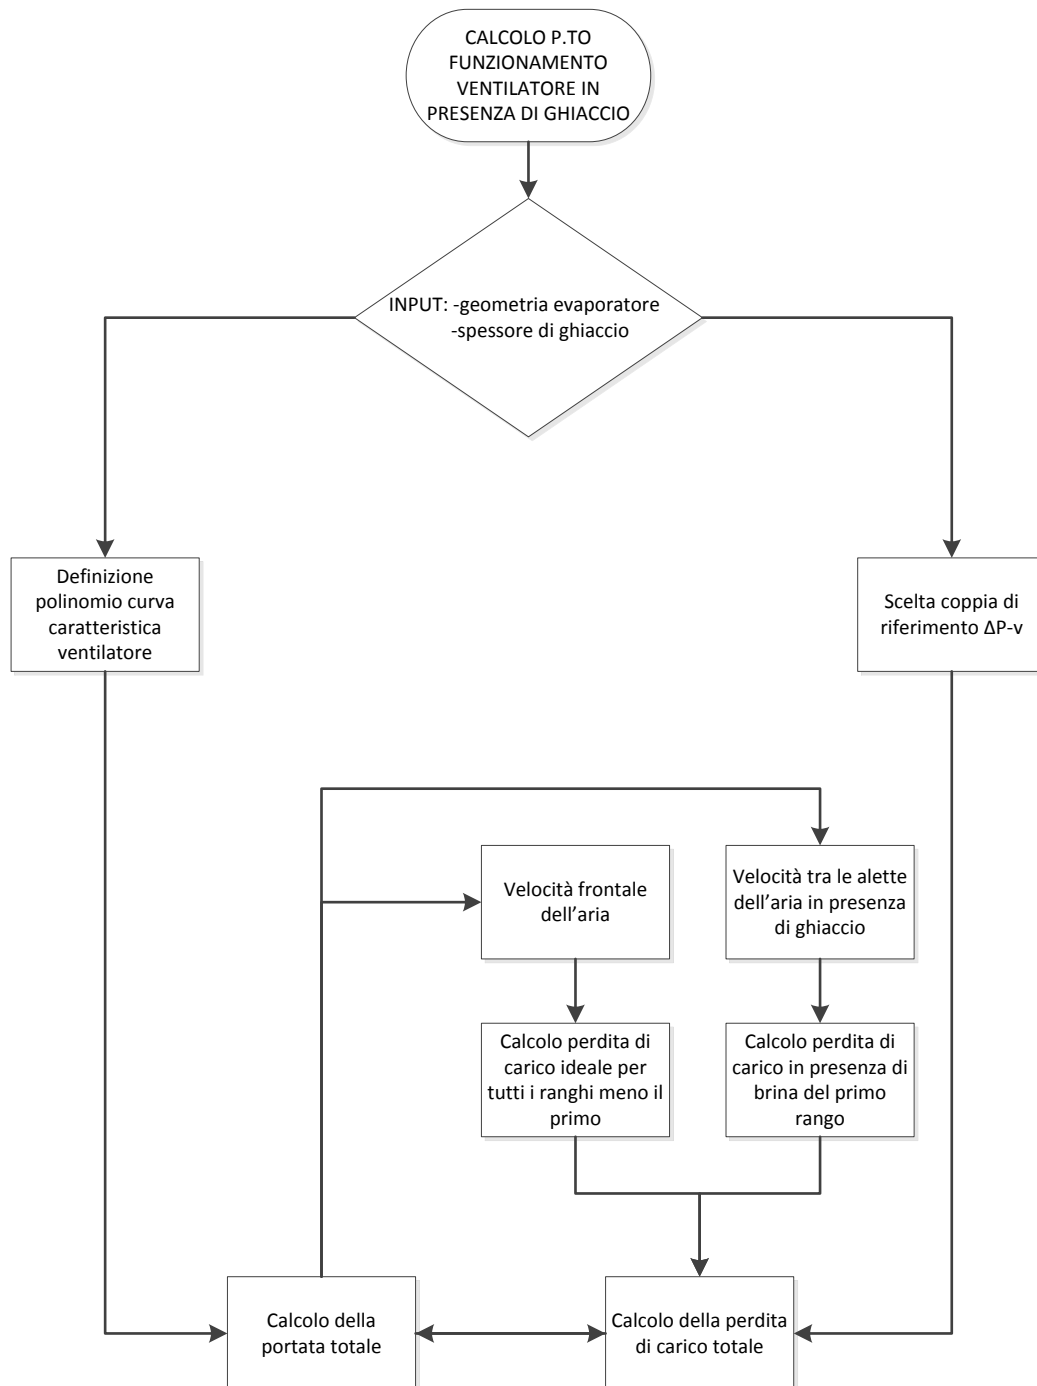 CALCOLO P.TO
FUNZIONAMENTO
VENTILATORE IN
PRESENZA DI GHIACCIO
INPUT: -geometria evaporatore
-spessore di ghiaccio
Definizione
polinomio curva
caratteristica
ventilatore
Scelta coppia di
riferimento ΔP-v
Velocità frontale
dell’aria
Velocità tra le alette
dell’aria in presenza
di ghiaccio
Calcolo perdita di
carico ideale per
tutti i ranghi meno il
primo
Calcolo perdita di
carico in presenza di
brina del primo
rango
Calcolo della
portata totale
Calcolo della perdita
di carico totale